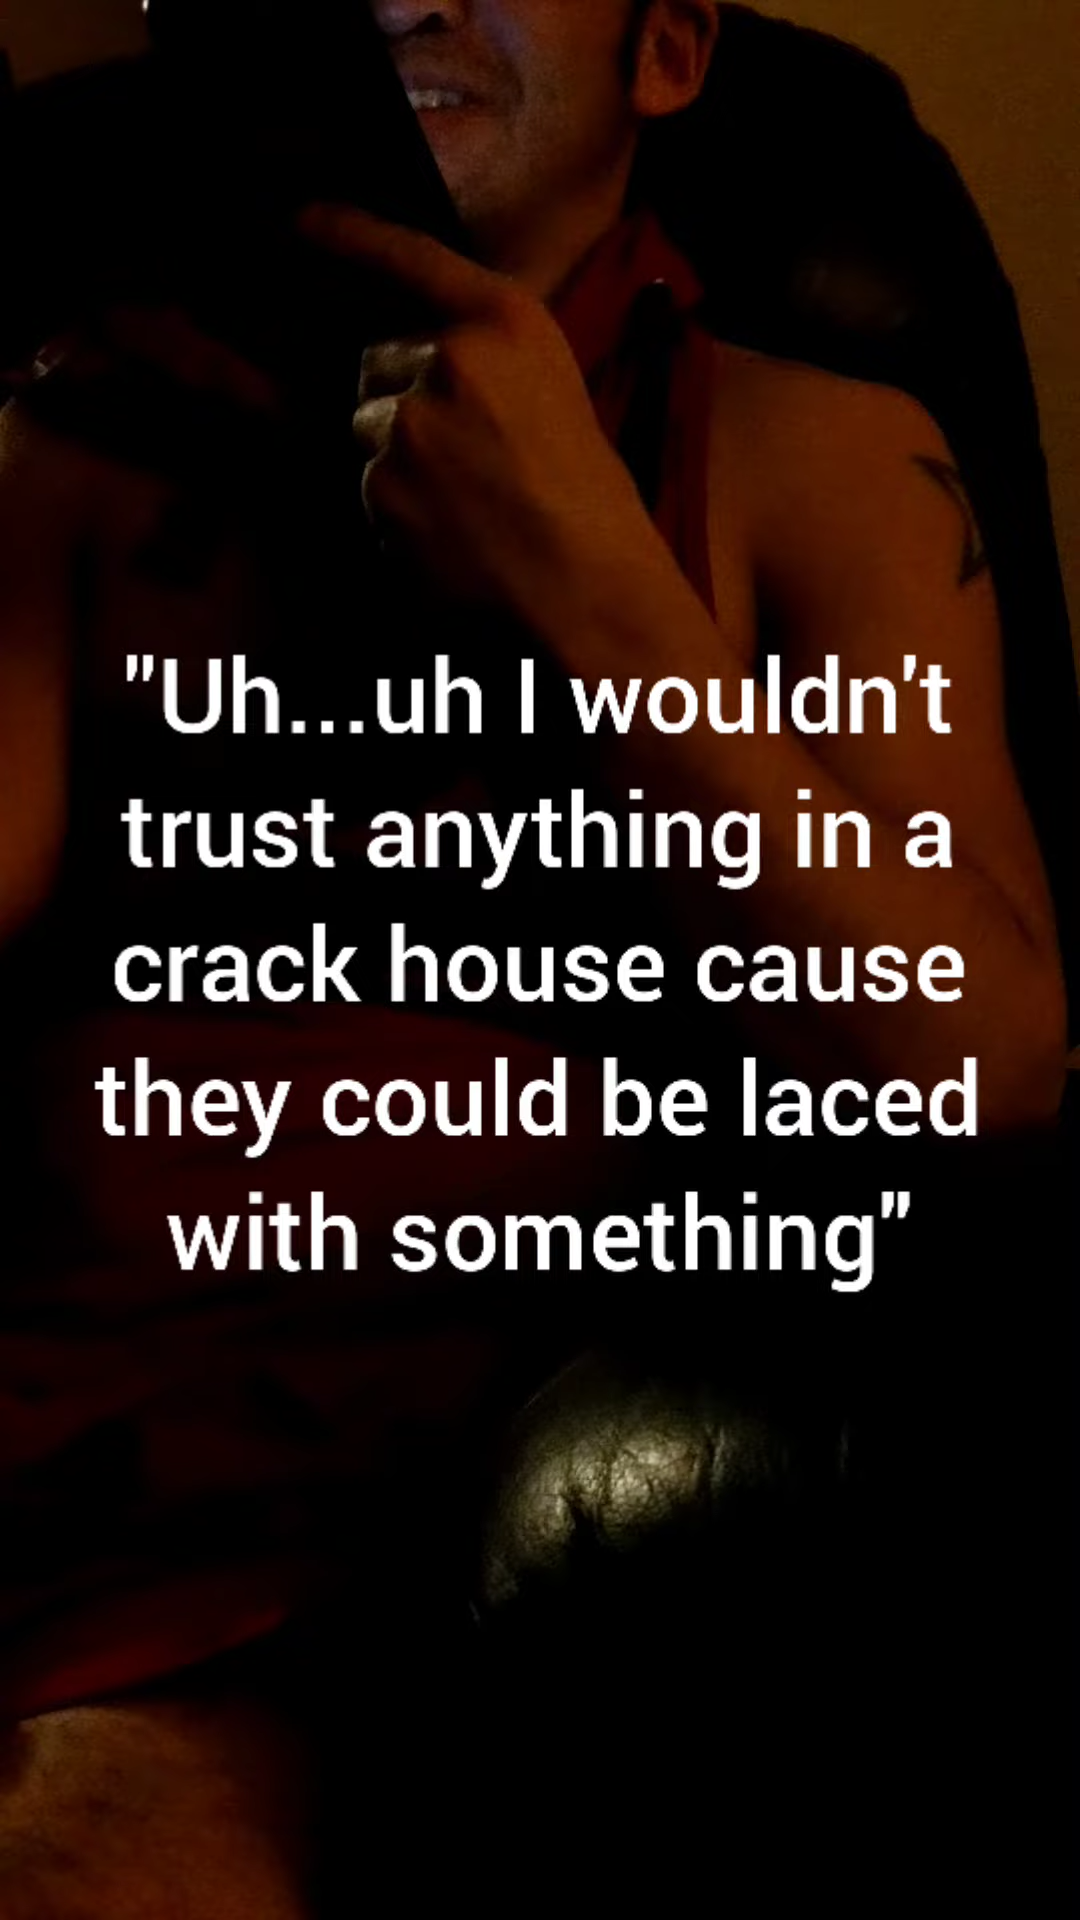 "Uh...uh I wouldn't
trust anything in a
crack house cause
they could be laced
with something"